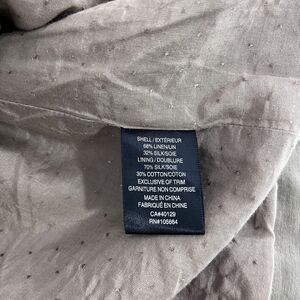 SHELL / EXTÉRIEUR
68% LINEN/LIN
32% SILK/SOIE
LINING / DOUBLURE
70% SILK/SOIE
30% COTTON/COTON
EXCLUSIVE OF TRIM
GARNITURE NON COMPRISE
MADE IN CHINA
FABRIQUÉ EN CHINE
CA#40129
RN#105664